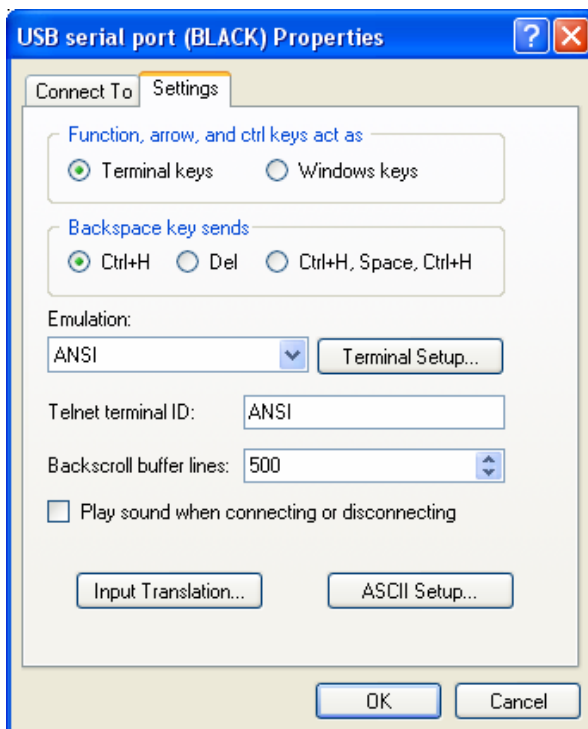 USB serial port (BLACK) Properties ?
Connect To Settings
Function, arrow, and ctrl keys act as
Terminal keys Windows keys
Backspace key sends
Ctrl+H Del Ctrl+H, Space, Ctrl+H
Emulation:
ANSI Terminal Setup...
Telnet terminal ID: ANSI
Backscroll buffer lines: 500
Play sound when connecting or disconnecting
Input Translation... ASCII Setup...
OK Cancel